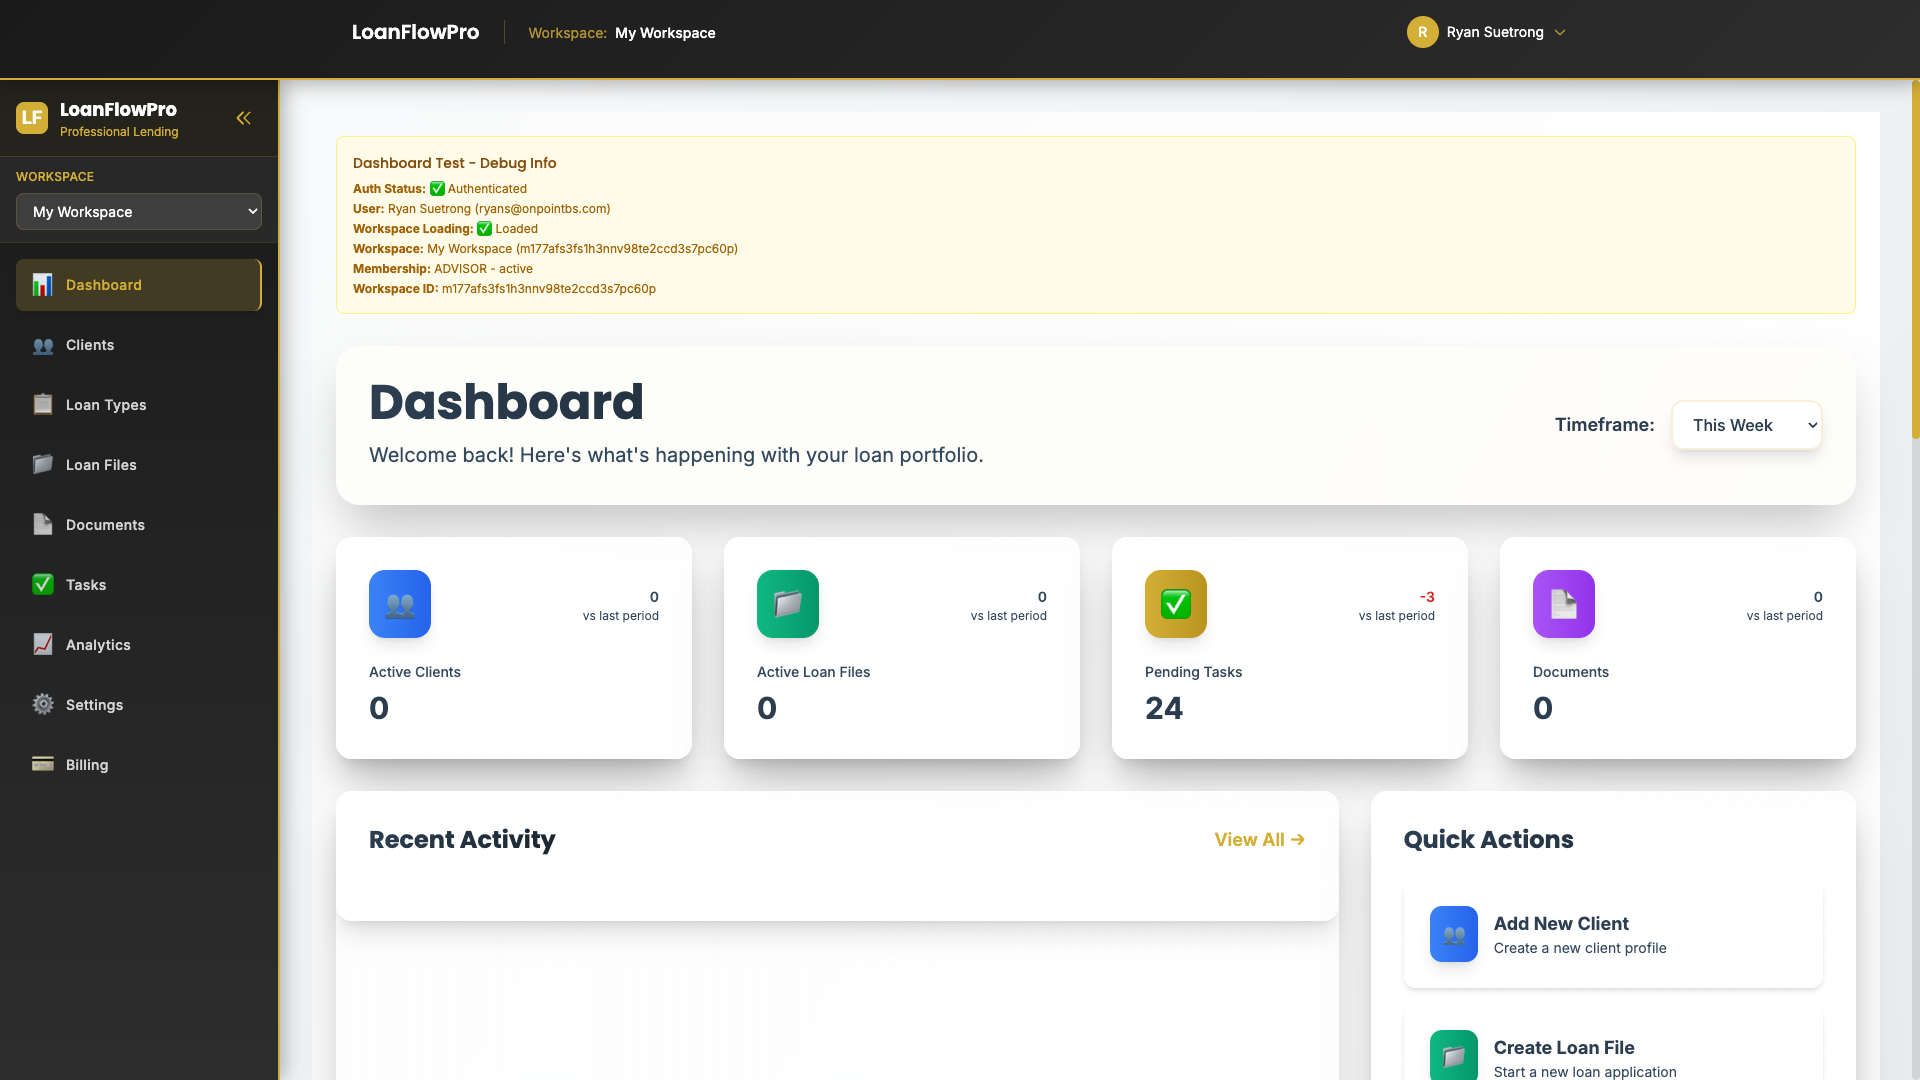 LoanFlowPro
Workspace: My Workspace
R
Ryan Suetrong
LF
LoanFlowPro
Professional Lending
WORKSPACE
My Workspace
Dashboard
Clients
Loan Types
Loan Files
Documents
Tasks
Analytics
Settings
Billing
Dashboard Test - Debug Info
Auth Status: ✅ Authenticated
User: Ryan Suetrong (ryans@onpointbs.com)
Workspace Loading: ✅ Loaded
Workspace: My Workspace (m177afs3fs1h3nnv98te2ccd3s7pc60p)
Membership: ADVISOR - active
Workspace ID: m177afs3fs1h3nnv98te2ccd3s7pc60p
Dashboard
Welcome back! Here's what's happening with your loan portfolio.
Timeframe:
This Week
0
vs last period
Active Clients
0
0
vs last period
Active Loan Files
0
-3
vs last period
Pending Tasks
24
0
vs last period
Documents
0
Recent Activity
View All →
Quick Actions
Add New Client
Create a new client profile
Create Loan File
Start a new loan application